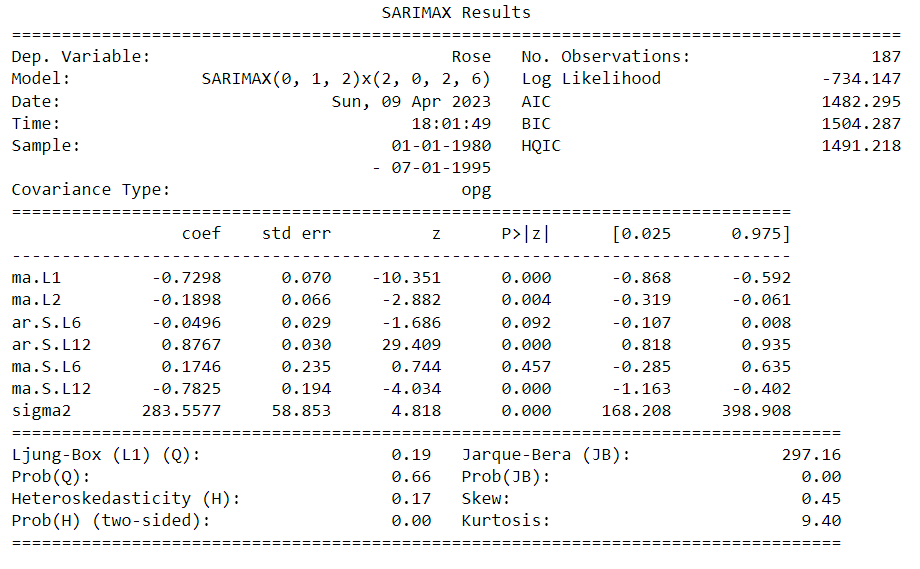 SARIMAX Results
==========================================================================================
Dep. Variable:                               Rose   No. Observations:                  187
Model:             SARIMAX(0, 1, 2)x(2, 0, 2, 6)   Log Likelihood                -734.147
Date:                            Sun, 09 Apr 2023   AIC                           1482.295
Time:                                    18:01:49   BIC                           1504.287
Sample:                                01-01-1980   HQIC                          1491.218
                                     - 07-01-1995
Covariance Type:                              opg
==============================================================================
                 coef    std err          z      P>|z|      [0.025      0.975]
------------------------------------------------------------------------------
ma.L1         -0.7298      0.070    -10.351      0.000      -0.868      -0.592
ma.L2         -0.1898      0.066     -2.882      0.004      -0.319      -0.061
ar.S.L6       -0.0496      0.029     -1.686      0.092      -0.107       0.008
ar.S.L12       0.8767      0.030     29.409      0.000       0.818       0.935
ma.S.L6        0.1746      0.235      0.744      0.457      -0.285       0.635
ma.S.L12      -0.7825      0.194     -4.034      0.000      -1.163      -0.402
sigma2       283.5577     58.853      4.818      0.000     168.208     398.908
===================================================================================
Ljung-Box (L1) (Q):                   0.19   Jarque-Bera (JB):               297.16
Prob(Q):                              0.66   Prob(JB):                         0.00
Heteroskedasticity (H):               0.17   Skew:                             0.45
Prob(H) (two-sided):                  0.00   Kurtosis:                         9.40
===================================================================================